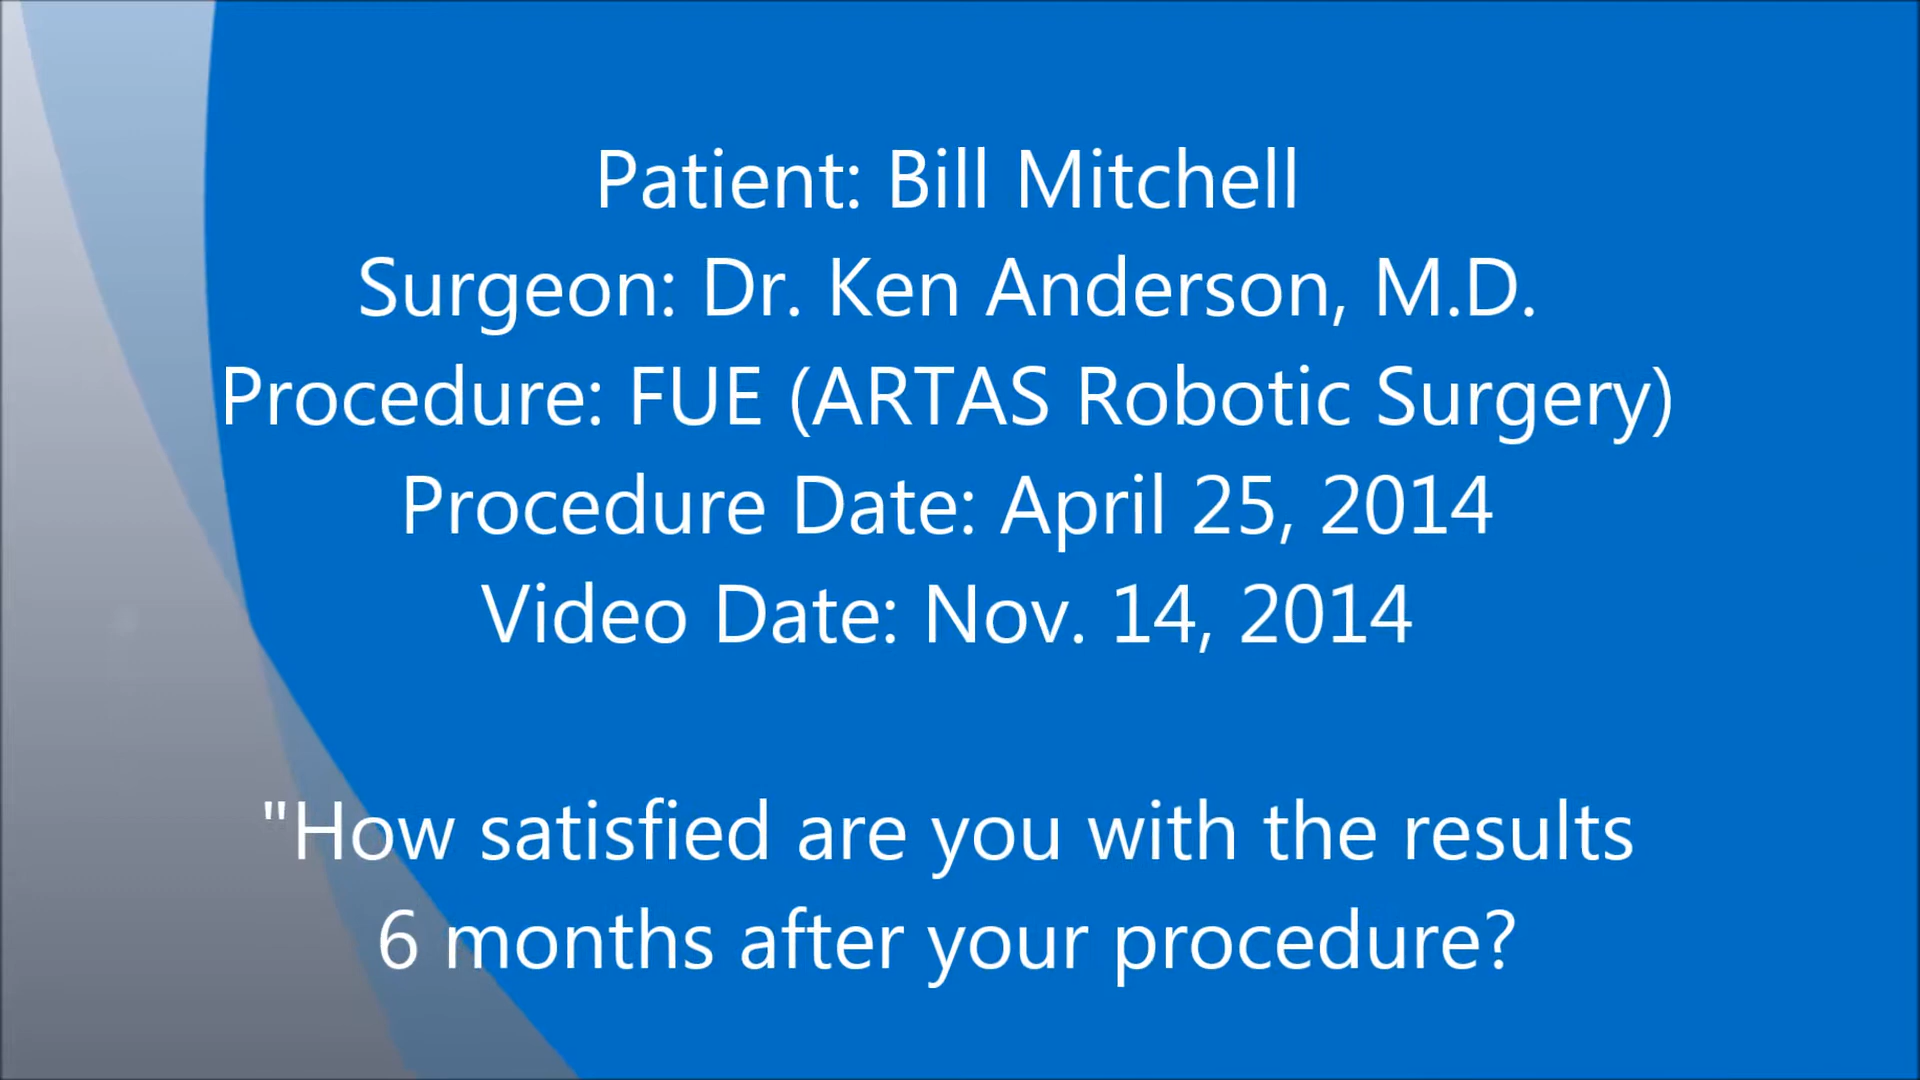 Patient: Bill Mitchell
Surgeon: Dr. Ken Anderson, M.D.
Procedure: FUE (ARTAS Robotic Surgery)
Procedure Date: April 25, 2014
Video Date: Nov. 14, 2014
"How satisfied are you with the results
6 months after your procedure?